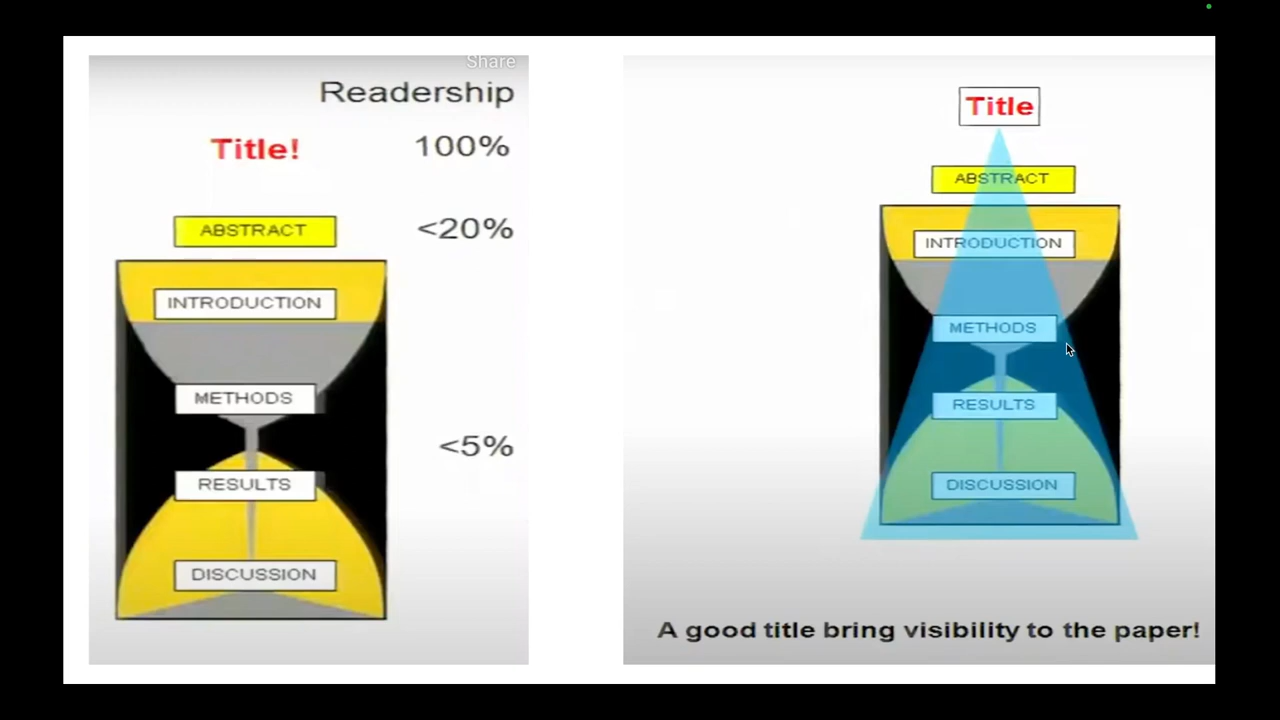 Share
Readership
Title! 100%
ABSTRACT <20%
INTRODUCTION
METHODS
<5%
RESULTS
DISCUSSION
Title
ABSTRACT
INTRODUCTION
METHODS
RESULTS
DISCUSSION
A good title bring visibility to the paper!